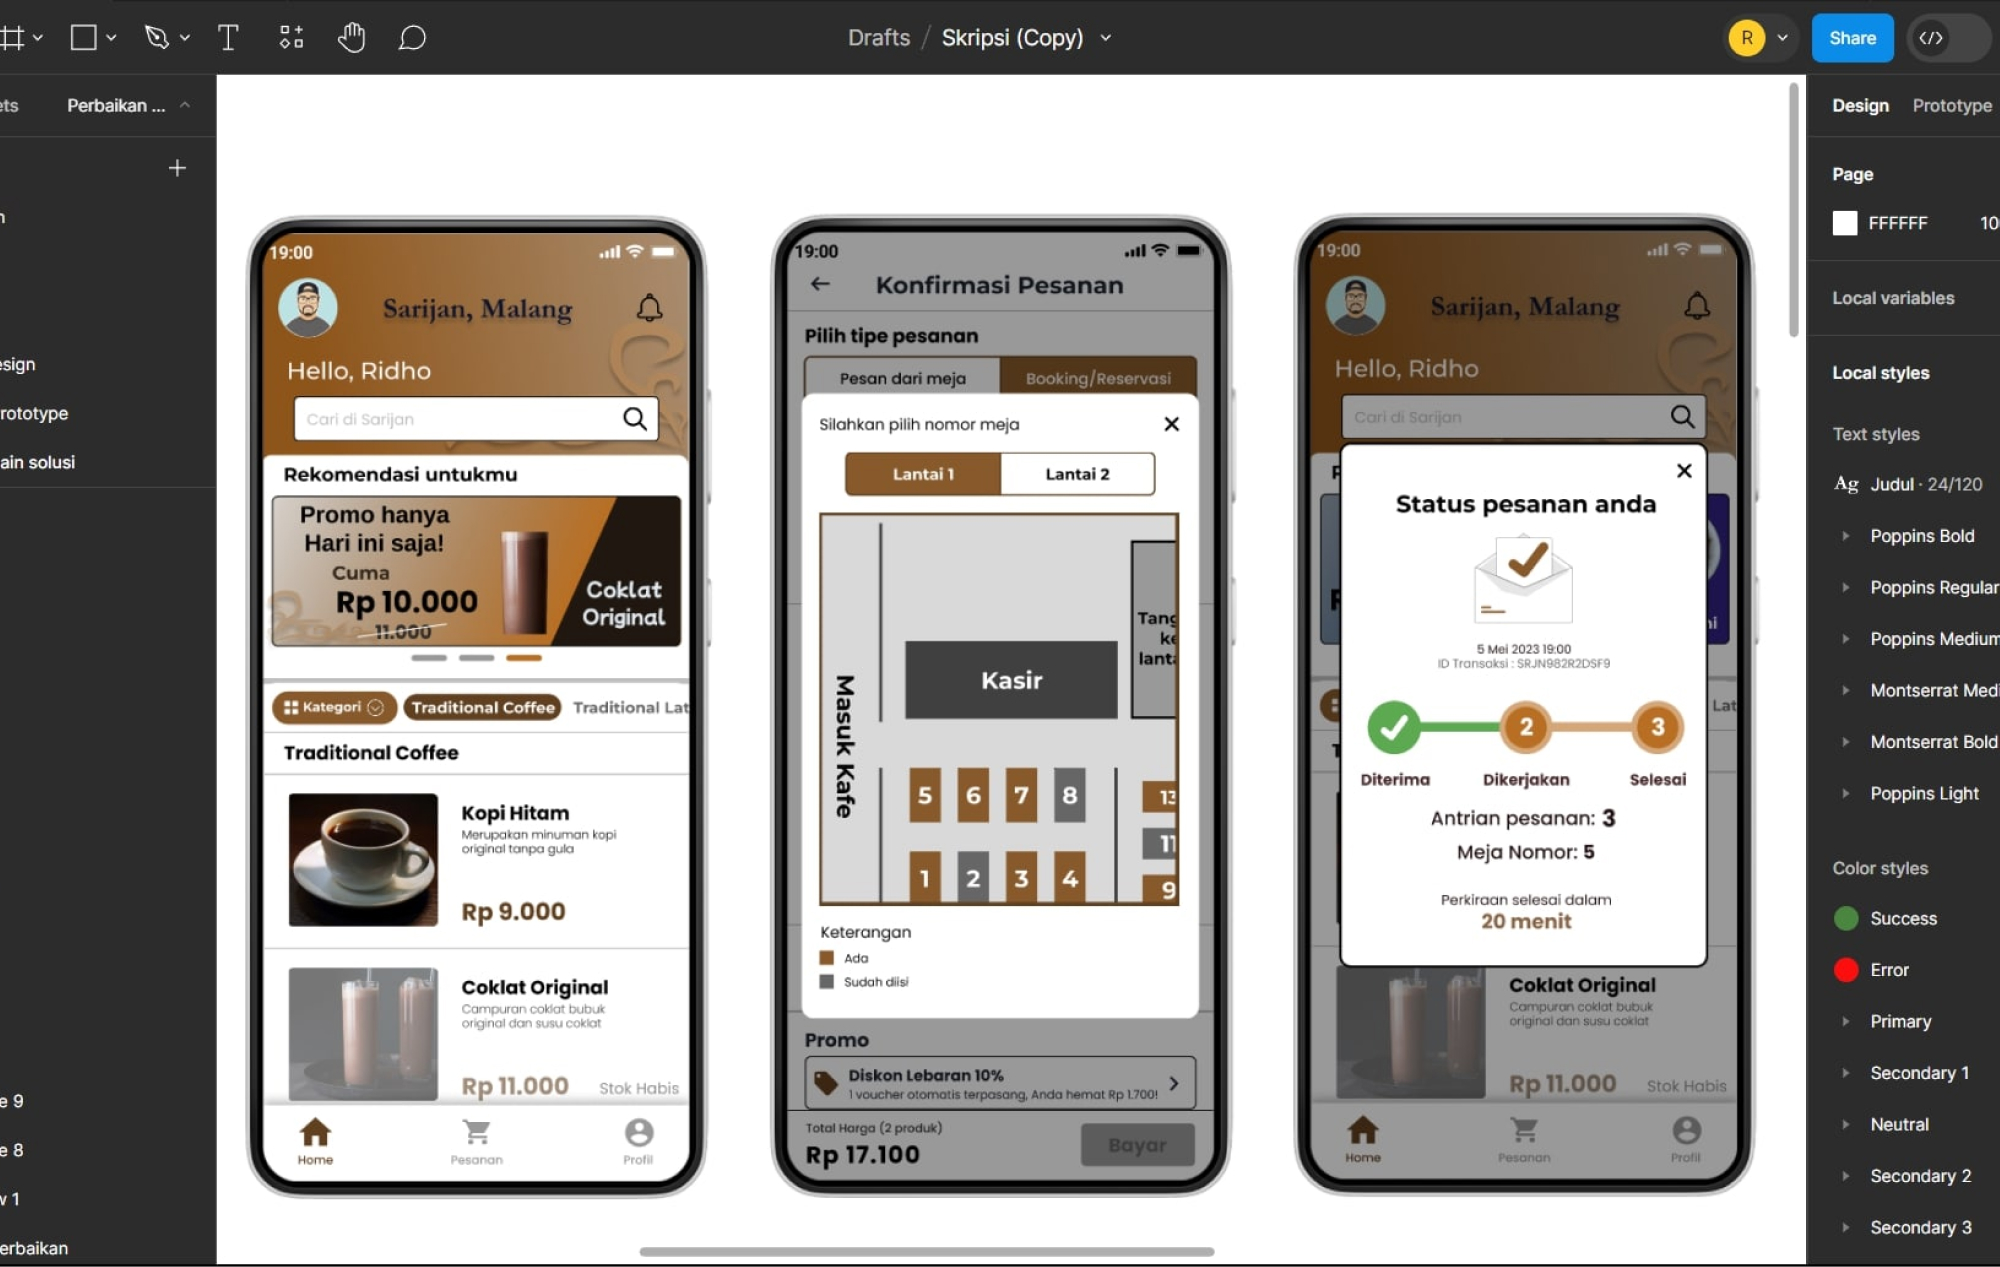 Drafts / Skripsi (Copy)
R
Share
ets
Perbaikan ...
n
esign
rototype
ain solusi
e 9
e 8
w 1
erbaikan
19:00
Sarijan, Malang
Hello, Ridho
Cari di Sarijan
Rekomendasi untukmu
Promo hanya
Hari ini saja!
Cuma
Rp 10.000
11.000
Coklat
Original
Kategori
Traditional Coffee
Traditional Lat
Traditional Coffee
Kopi Hitam
Merupakan minuman kopi
original tanpa gula
Rp 9.000
Coklat Original
Campuran coklat bubuk
original dan susu coklat
Rp 11.000
Stok Habis
Home
Pesanan
Profil
19:00
Konfirmasi Pesanan
Pilih tipe pesanan
Pesan dari meja
Booking/Reservasi
Silahkan pilih nomor meja
Lantai 1
Lantai 2
Masuk Kafe
Kasir
Tang
ke
lanta
5 6 7 8
13
11
1 2 3 4
9
Keterangan
Ada
Sudah diisi
Promo
Diskon Lebaran 10%
1 voucher otomatis terpasang, Anda hemat Rp 1.700!
Total Harga (2 produk)
Rp 17.100
Bayar
19:00
Sarijan, Malang
Hello, Ridho
Cari di Sarijan
Status pesanan anda
5 Mei 2023 19:00
ID Transaksi : SRJN982R2DSF9
2
3
Diterima
Dikerjakan
Selesai
Antrian pesanan: 3
Meja Nomor: 5
Perkiraan selesai dalam
20 menit
Lat
Coklat Original
Campuran coklat bubuk
original dan susu coklat
Rp 11.000
Stok Habis
Home
Pesanan
Profil
Design
Prototype
Page
FFFFFF
10
Local variables
Local styles
Text styles
Ag Judul · 24/120
Poppins Bold
Poppins Regular
Poppins Medium
Montserrat Medi
Montserrat Bold
Poppins Light
Color styles
Success
Error
Primary
Secondary 1
Neutral
Secondary 2
Secondary 3